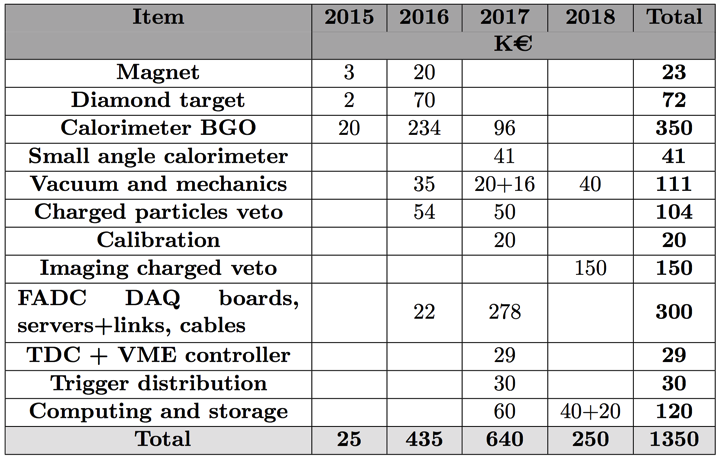 Item 2015 2016 2017 2018 Total
K€
Magnet 3 20 23
Diamond target 2 70 72
Calorimeter BGO 20 234 96 350
Small angle calorimeter 41 41
Vacuum and mechanics 35 20+16 40 111
Charged particles veto 54 50 104
Calibration 20 20
Imaging charged veto 150 150
FADC DAQ boards,
servers+links, cables 22 278 300
TDC + VME controller 29 29
Trigger distribution 30 30
Computing and storage 60 40+20 120
Total 25 435 640 250 1350